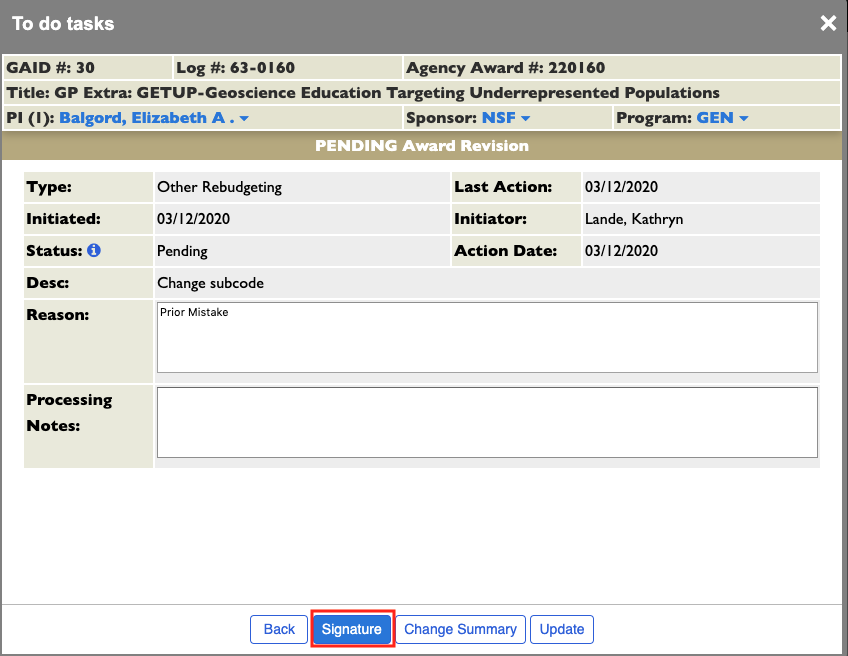 To do tasks
GAID #: 30 Log #: 63-0160 Agency Award #: 220160
Title: GP Extra: GETUP-Geoscience Education Targeting Underrepresented Populations
PI (1): Balgord, Elizabeth A . Sponsor: NSF Program: GEN
PENDING Award Revision
Type: Other Rebudgeting Last Action: 03/12/2020
Initiated: 03/12/2020 Initiator: Lande, Kathryn
Status: Pending Action Date: 03/12/2020
Desc: Change subcode
Reason: Prior Mistake
Processing
Notes:
Back Signature Change Summary Update